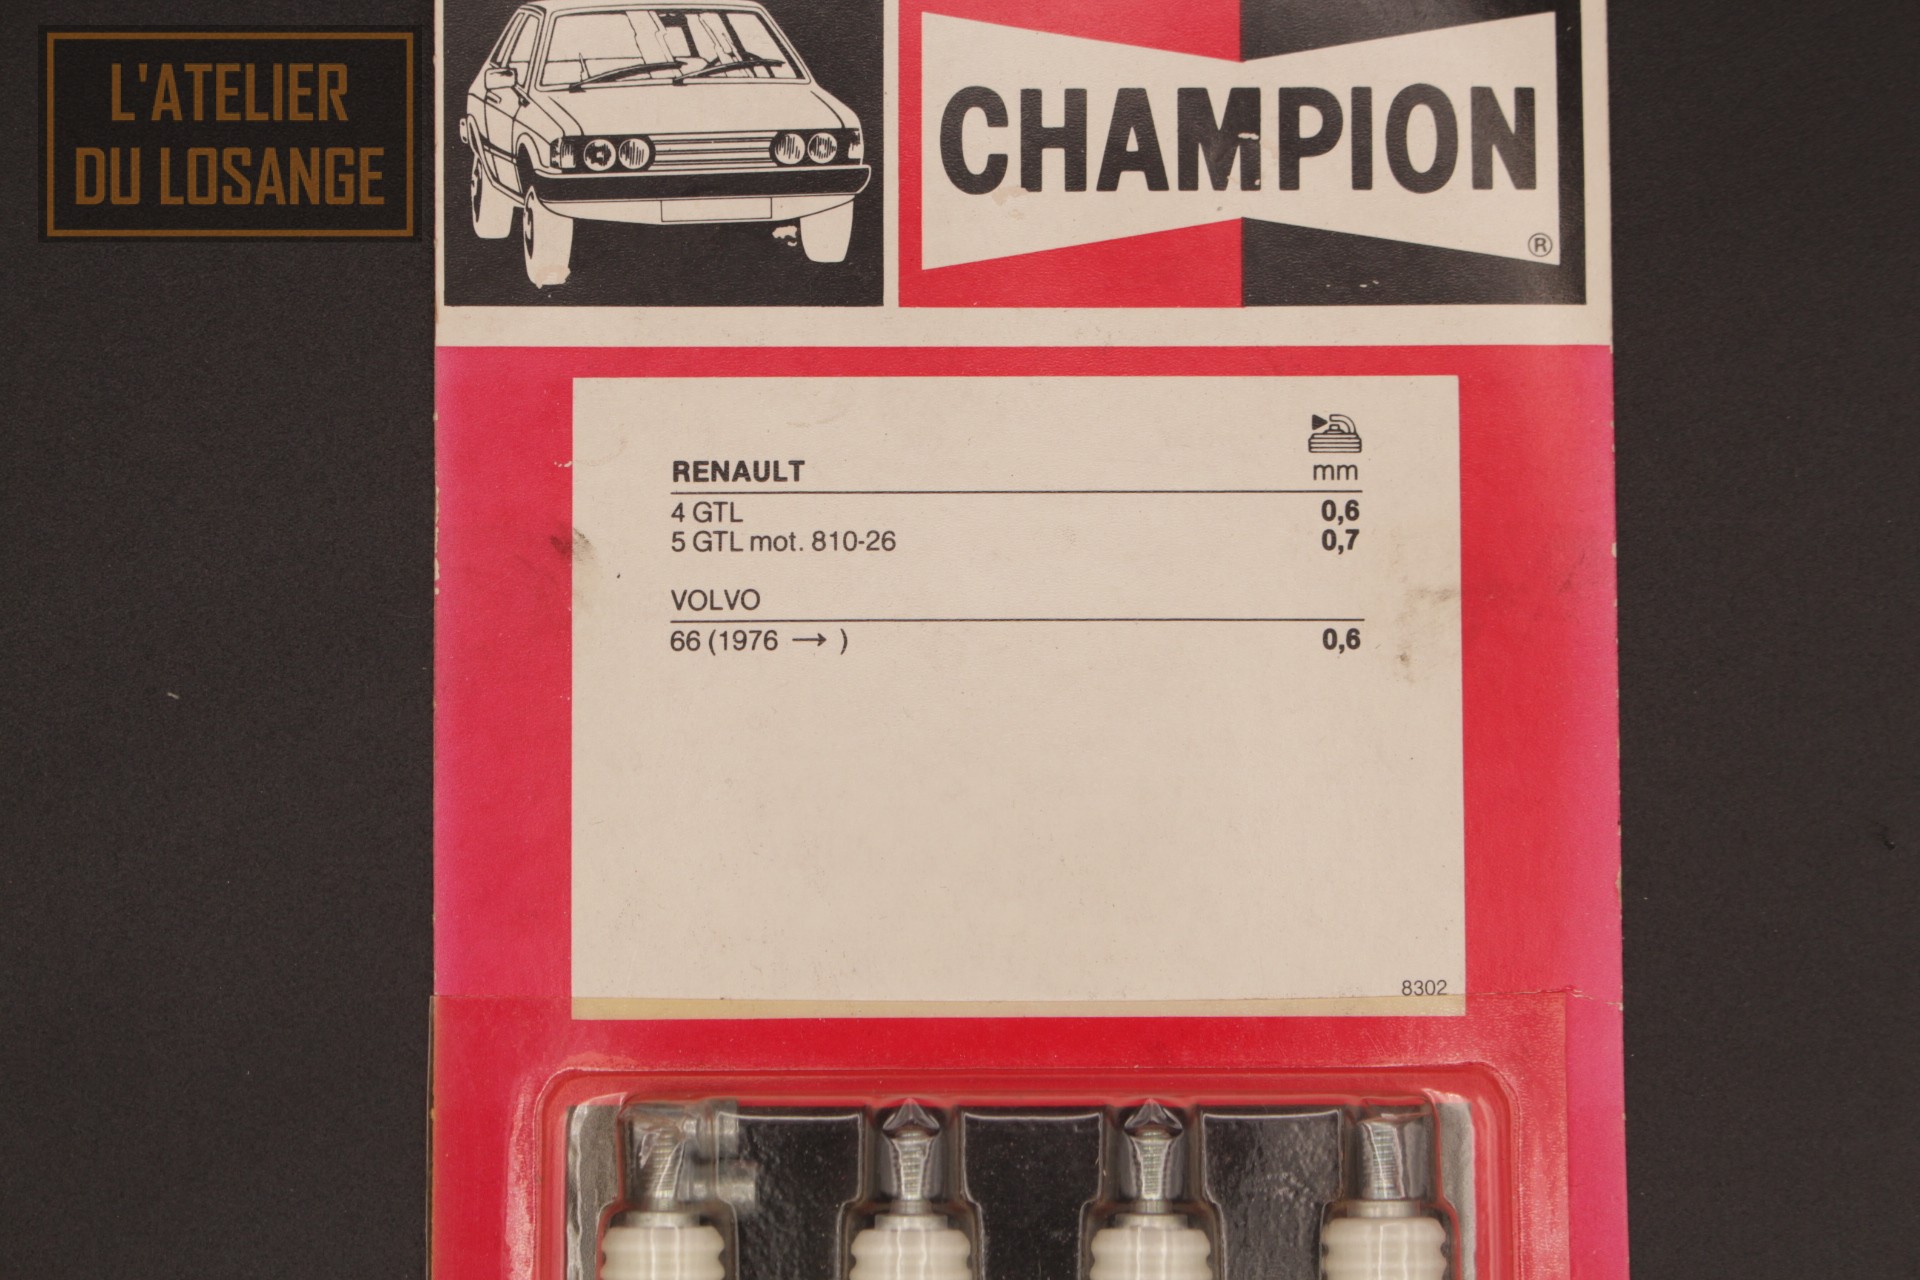 L'ATELIER
DU LOSANGE
CHAMPION
®
RENAULT mm
4 GTL 0,6
5 GTL mot. 810-26 0,7
VOLVO
66 (1976 → ) 0,6
8302